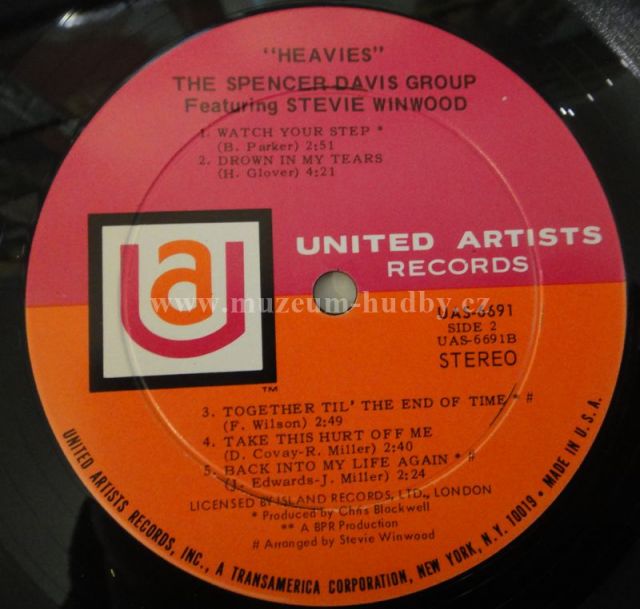 "HEAVIES"
THE SPENCER DAVIS GROUP
Featuring STEVIE WINWOOD
1. WATCH YOUR STEP *
(B. Parker) 2:51
2. DROWN IN MY TEARS
(H. Glover) 4:21
UNITED ARTISTS
RECORDS
ua
www.muzeum-hudby.cz
UAS-6691
SIDE 2
UAS-6691B
STEREO
TM
3. TOGETHER TIL' THE END OF TIME * #
(F. Wilson) 2:49
4. TAKE THIS HURT OFF ME
(D. Covay-R. Miller) 2:40
5. BACK INTO MY LIFE AGAIN * #
(J. Edwards-J. Miller) 2:24
LICENSED BY ISLAND RECORDS, LTD., LONDON
* Produced by Chris Blockwell
** A BPR Production
# Arranged by Stevie Winwood
UNITED ARTISTS RECORDS, INC., A TRANSAMERICA CORPORATION, NEW YORK, N.Y. 10019 • MADE IN U.S.A.